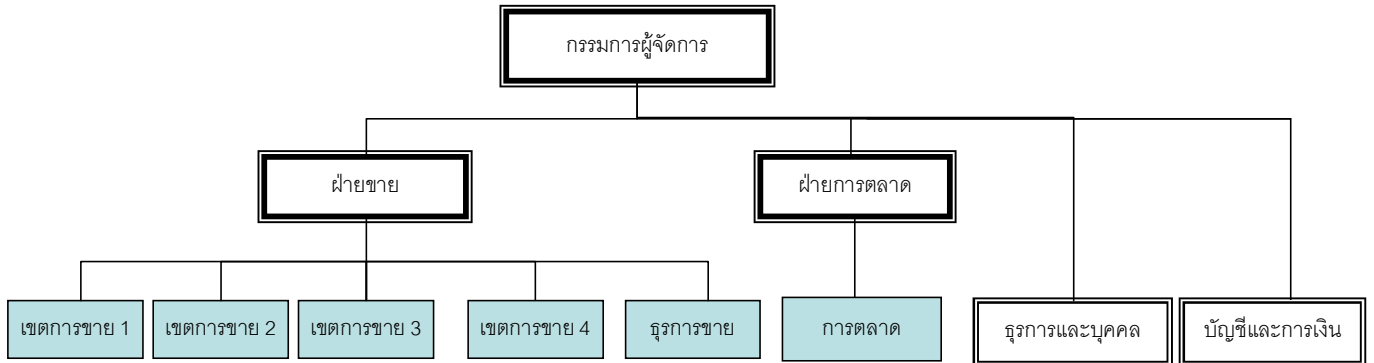 กรรมการผู้จัดการ
ฝ่ายขาย
ฝ่ายการตลาด
เขตการขาย 1
เขตการขาย 2
เขตการขาย 3
เขตการขาย 4
ธุรการขาย
การตลาด
ธุรการและบุคคล
บัญชีและการเงิน